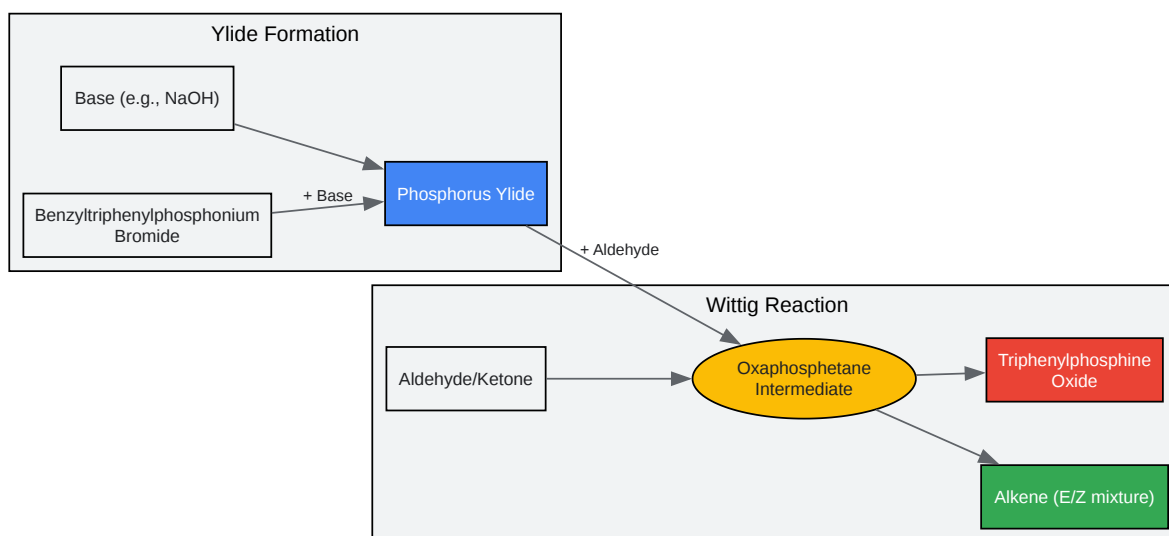 Ylide Formation
Base (e.g., NaOH)
Benzyltriphenylphosphonium
Bromide
+ Base
Phosphorus Ylide
+ Aldehyde
Wittig Reaction
Aldehyde/Ketone
Oxaphosphetane
Intermediate
Triphenylphosphine
Oxide
Alkene (E/Z mixture)